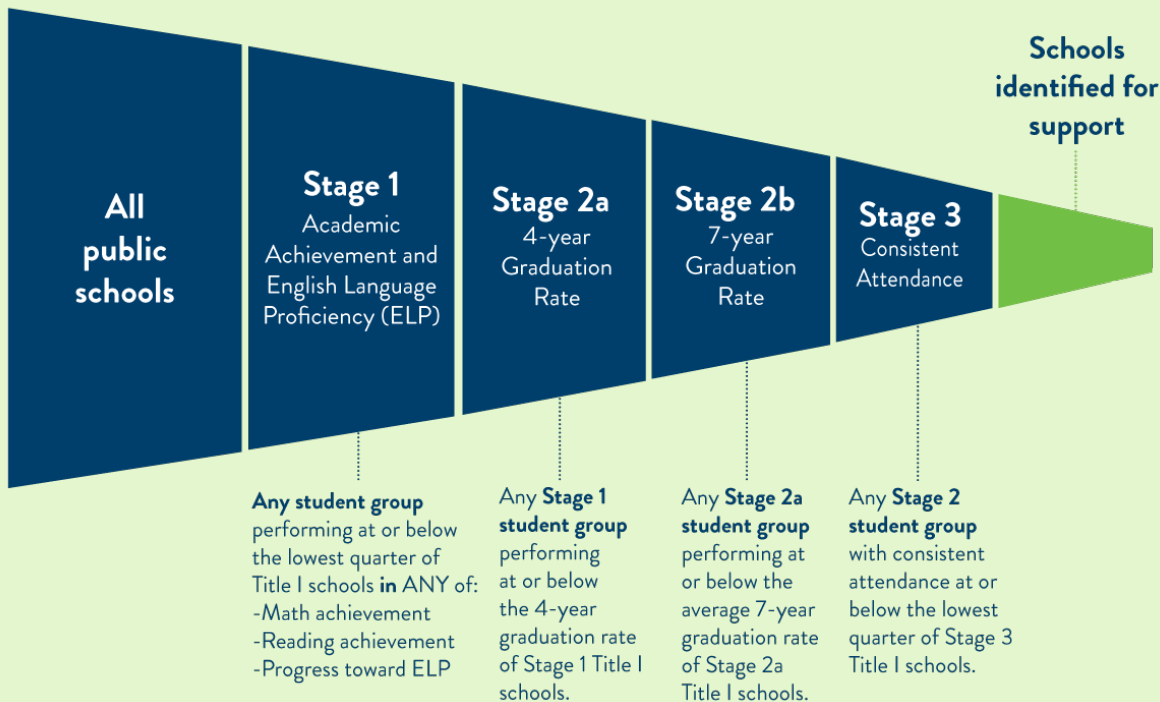 Schools
identified for
support
All
public
schools
Stage 1
Academic
Achievement and
English Language
Proficiency (ELP)
Stage 2a
4-year
Graduation
Rate
Stage 2b
7-year
Graduation
Rate
Stage 3
Consistent
Attendance
Any student group
performing at or below
the lowest quarter of
Title I schools in ANY of:
-Math achievement
-Reading achievement
-Progress toward ELP
Any Stage 1
student group
performing
at or below
the 4-year
graduation rate
of Stage 1 Title I
schools.
Any Stage 2a
student group
performing at
or below the
average 7-year
graduation rate
of Stage 2a
Title I schools.
Any Stage 2
student group
with consistent
attendance at or
below the lowest
quarter of Stage 3
Title I schools.